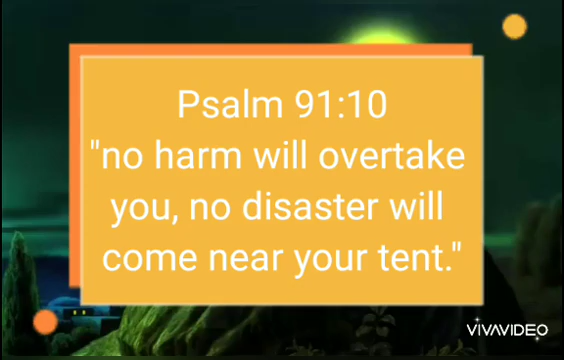 Psalm 91:10
"no harm will overtake
you, no disaster will
come near your tent."
VIVAVIDEO